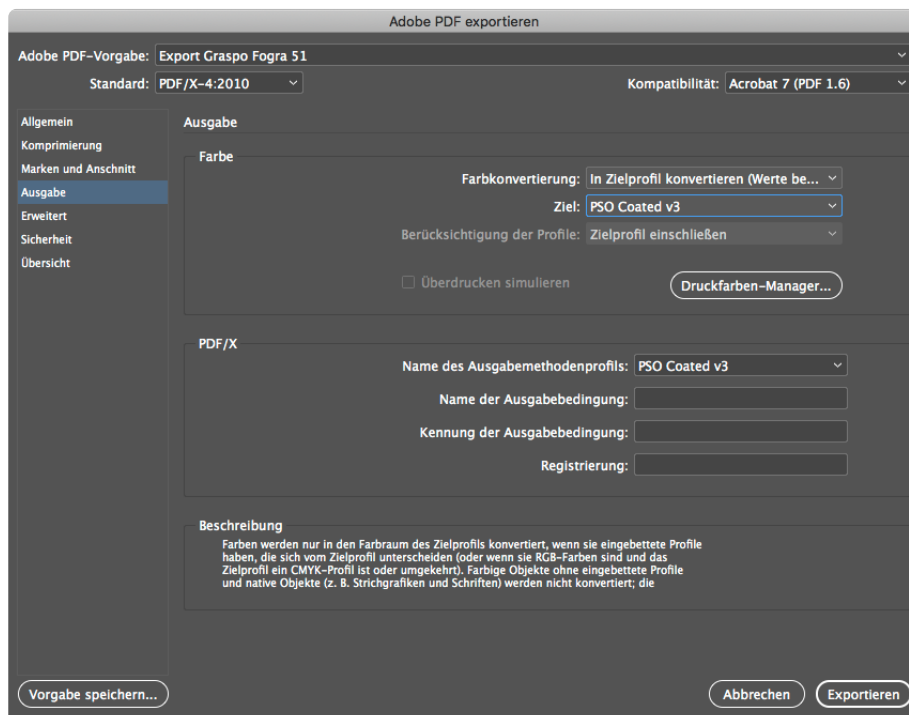 Adobe PDF exportieren
Adobe PDF-Vorgabe: Export Graspo Fogra 51
Standard: PDF/X-4:2010 Kompatibilität: Acrobat 7 (PDF 1.6)
Allgemein
Komprimierung
Marken und Anschnitt
Ausgabe
Erweitert
Sicherheit
Übersicht
Ausgabe
Farbe
Farbkonvertierung: In Zielprofil konvertieren (Werte be...
Ziel: PSO Coated v3
Berücksichtigung der Profile: Zielprofil einschließen
Überdrucken simulieren Druckfarben-Manager...
PDF/X
Name des Ausgabemethodenprofils: PSO Coated v3
Name der Ausgabebedingung:
Kennung der Ausgabebedingung:
Registrierung:
Beschreibung
Farben werden nur in den Farbraum des Zielprofils konvertiert, wenn sie eingebettete Profile
haben, die sich vom Zielprofil unterscheiden (oder wenn sie RGB-Farben sind und das
Zielprofil ein CMYK-Profil ist oder umgekehrt). Farbige Objekte ohne eingebettete Profile
und native Objekte (z. B. Strichgrafiken und Schriften) werden nicht konvertiert; die
Vorgabe speichern... Abbrechen Exportieren